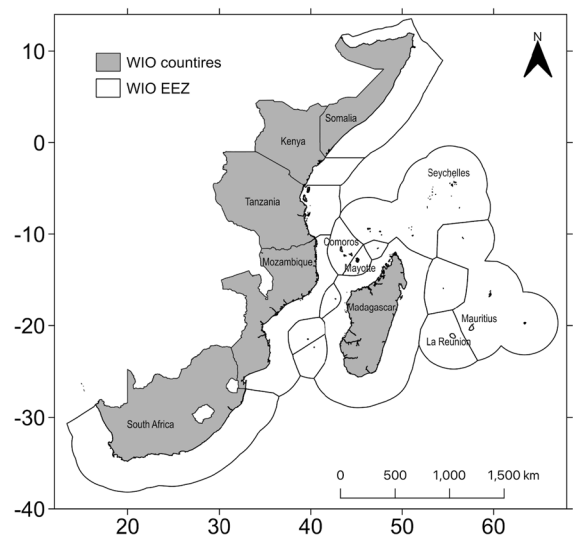 10
0
-10
-20
-30
-40
20
30
40
50
60
WIO countires
WIO EEZ
N
Somalia
Kenya
Tanzania
Seychelles
Comoros
Mozambique
Mayotte
Madagascar
Mauritius
La Reunion
South Africa
0 500 1,000 1,500 km